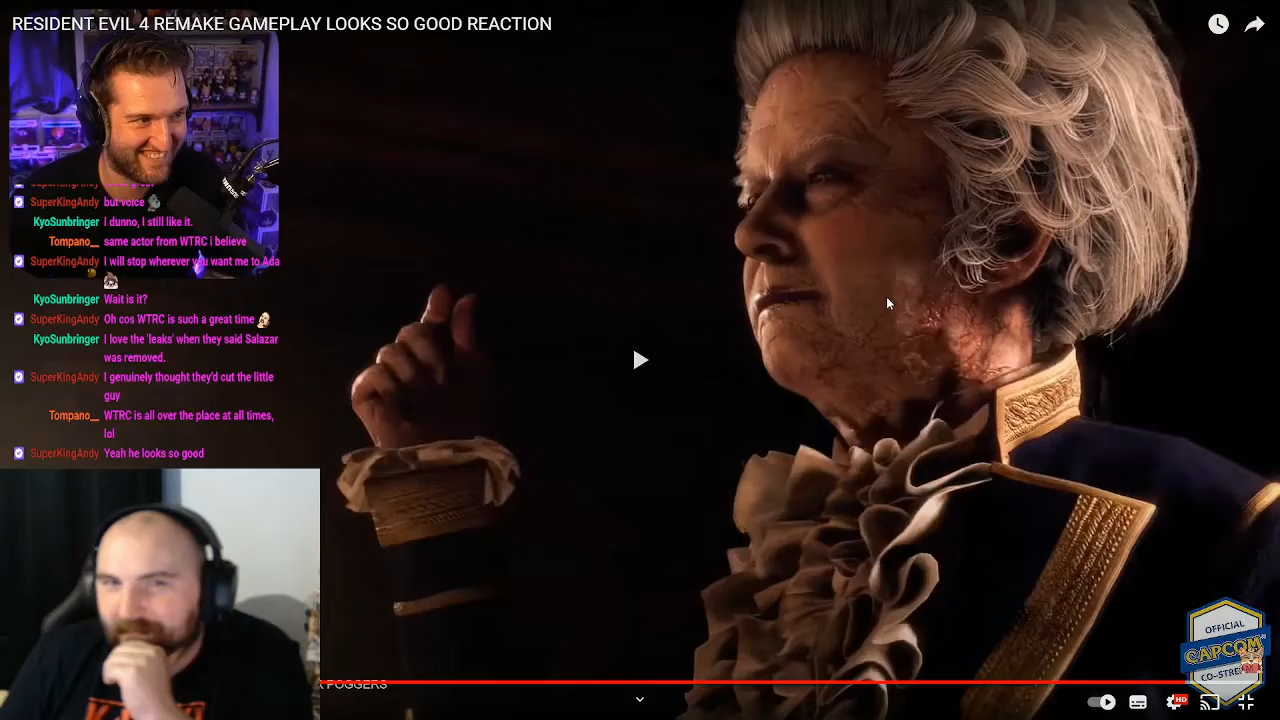 RESIDENT EVIL 4 REMAKE GAMEPLAY LOOKS SO GOOD REACTION
SuperKingAndy
SuperKingAndy but voice
KyoSunbringer I dunno, I still like it.
Tompano__ same actor from WTRC i believe
SuperKingAndy I will stop wherever you want me to Ada
KyoSunbringer Wait is it?
SuperKingAndy Oh cos WTRC is such a great time
KyoSunbringer I love the 'leaks' when they said Salazar
was removed.
SuperKingAndy I genuinely thought they'd cut the little
guy
Tompano__ WTRC is all over the place at all times,
lol
SuperKingAndy Yeah he looks so good
OFFICIAL
CAPCOM
POGGERS
HD